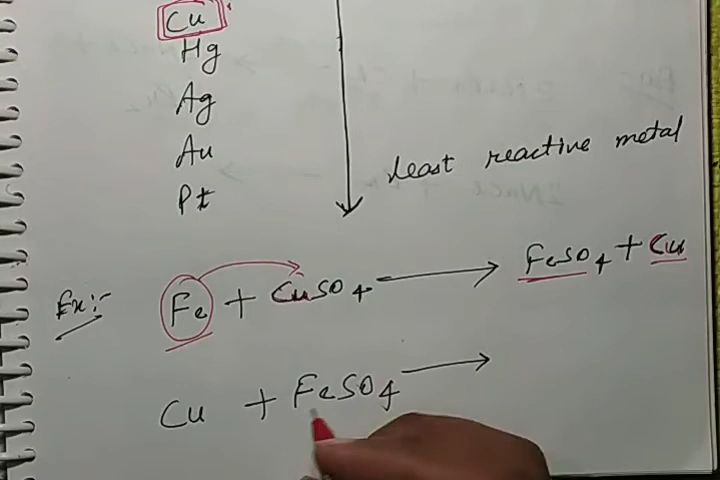 Cu
Hg
Ag
Au
Pt
least reactive metal
Ex:- Fe + CuSO4 → FeSO4 + Cu
Cu + FeSO4 →